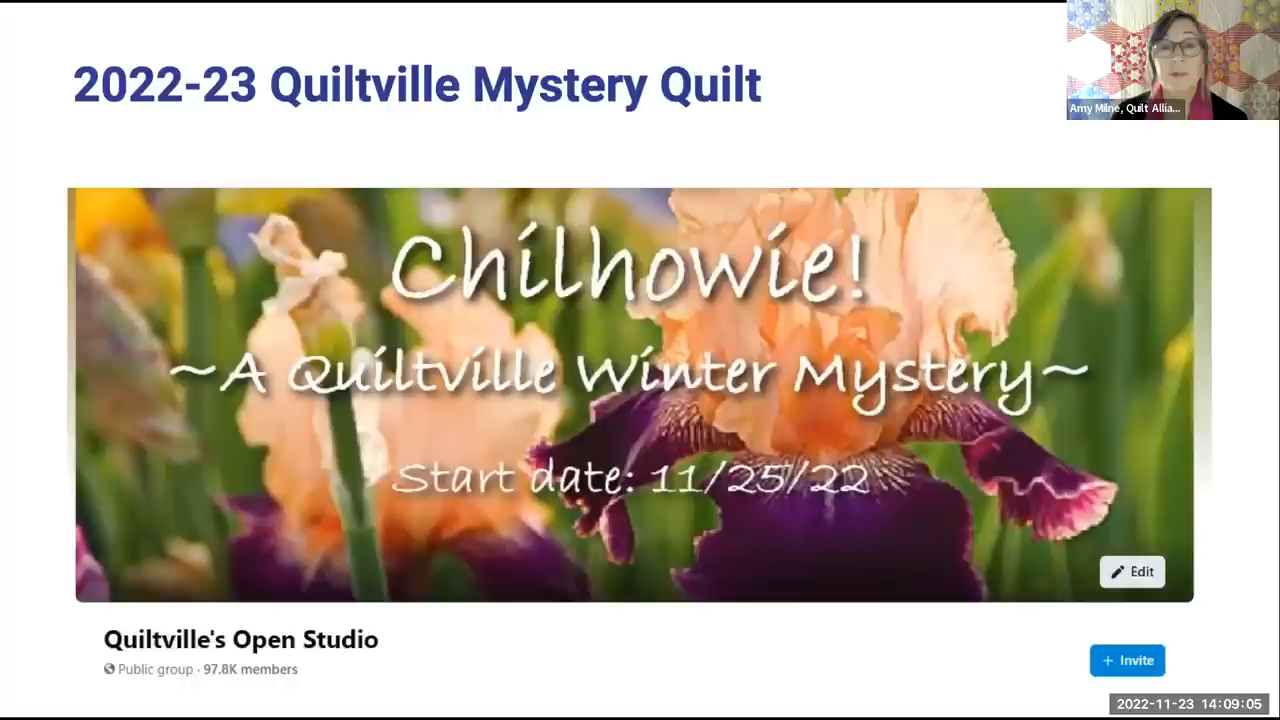 2022-23 Quiltville Mystery Quilt
Amy Milne, Quilt Allia...
Chilhowie!
~A Quiltville Winter Mystery~
Start date: 11/25/22
Edit
Quiltville's Open Studio
Public group · 97.8K members
+ Invite
2022-11-23 14:09:05